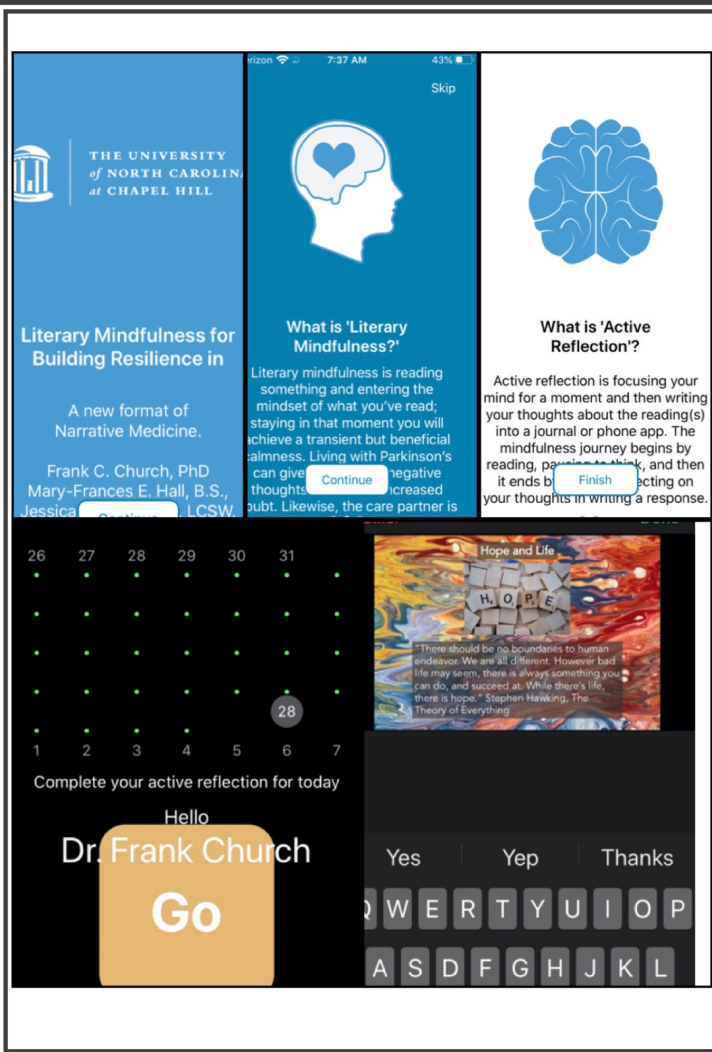 THE UNIVERSITY
of NORTH CAROLINA
at CHAPEL HILL
Literary Mindfulness for
Building Resilience in
A new format of
Narrative Medicine.
Frank C. Church, PhD
Mary-Frances E. Hall, B.S.,
Jessica LCSW,
Continue
erizon 7:37 AM 43%
Skip
What is 'Literary
Mindfulness?'
Literary mindfulness is reading
something and entering the
mindset of what you've read;
staying in that moment you will
achieve a transient but beneficial
calmness. Living with Parkinson's
can give negative
thoughts increased
Continue
oubt. Likewise, the care partner is
What is 'Active
Reflection'?
Active reflection is focusing your
mind for a moment and then writing
your thoughts about the reading(s)
into a journal or phone app. The
mindfulness journey begins by
reading, pausing to think, and then
it ends b ecting on
Finish
your thoughts in writing a response.
26 27 28 29 30 31
28
1 2 3 4 5 6 7
Complete your active reflection for today
Hello
Dr. Frank Church
Go
Hope and Life
HOPE
"There should be no boundaries to human
endeavor. We are all different. However bad
life may seem, there is always something you
can do, and succeed at. While there's life,
there is hope." Stephen Hawking, The
Theory of Everything
Yes Yep Thanks
Q W E R T Y U I O P
A S D F G H J K L